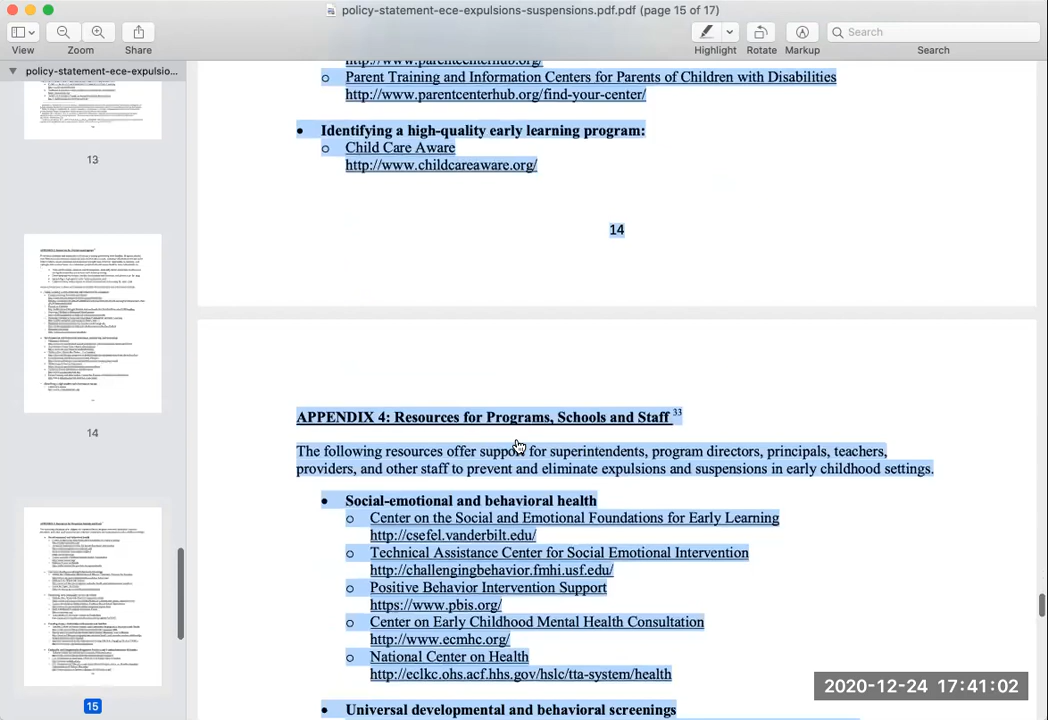 policy-statement-ece-expulsions-suspensions.pdf.pdf (page 15 of 17)
View
Zoom
Share
Highlight
Rotate
Markup
Search
Search
policy-statement-ece-expulsio...
13
14
15
http://www.parentcenterhub.org/
o Parent Training and Information Centers for Parents of Children with Disabilities
http://www.parentcenterhub.org/find-your-center/
• Identifying a high-quality early learning program:
o Child Care Aware
http://www.childcareaware.org/
14
APPENDIX 4: Resources for Programs, Schools and Staff 33
The following resources offer support for superintendents, program directors, principals, teachers,
providers, and other staff to prevent and eliminate expulsions and suspensions in early childhood settings.
• Social-emotional and behavioral health
o Center on the Social and Emotional Foundations for Early Learning
http://csefel.vanderbilt.edu/
o Technical Assistance Center for Social Emotional Intervention
http://challengingbehavior.fmhi.usf.edu/
o Positive Behavior Intervention Support
https://www.pbis.org/
o Center on Early Childhood Mental Health Consultation
http://www.ecmhc.org/
o National Center on Health
http://eclkc.ohs.acf.hhs.gov/hslc/tta-system/health
• Universal developmental and behavioral screenings
2020-12-24 17:41:02